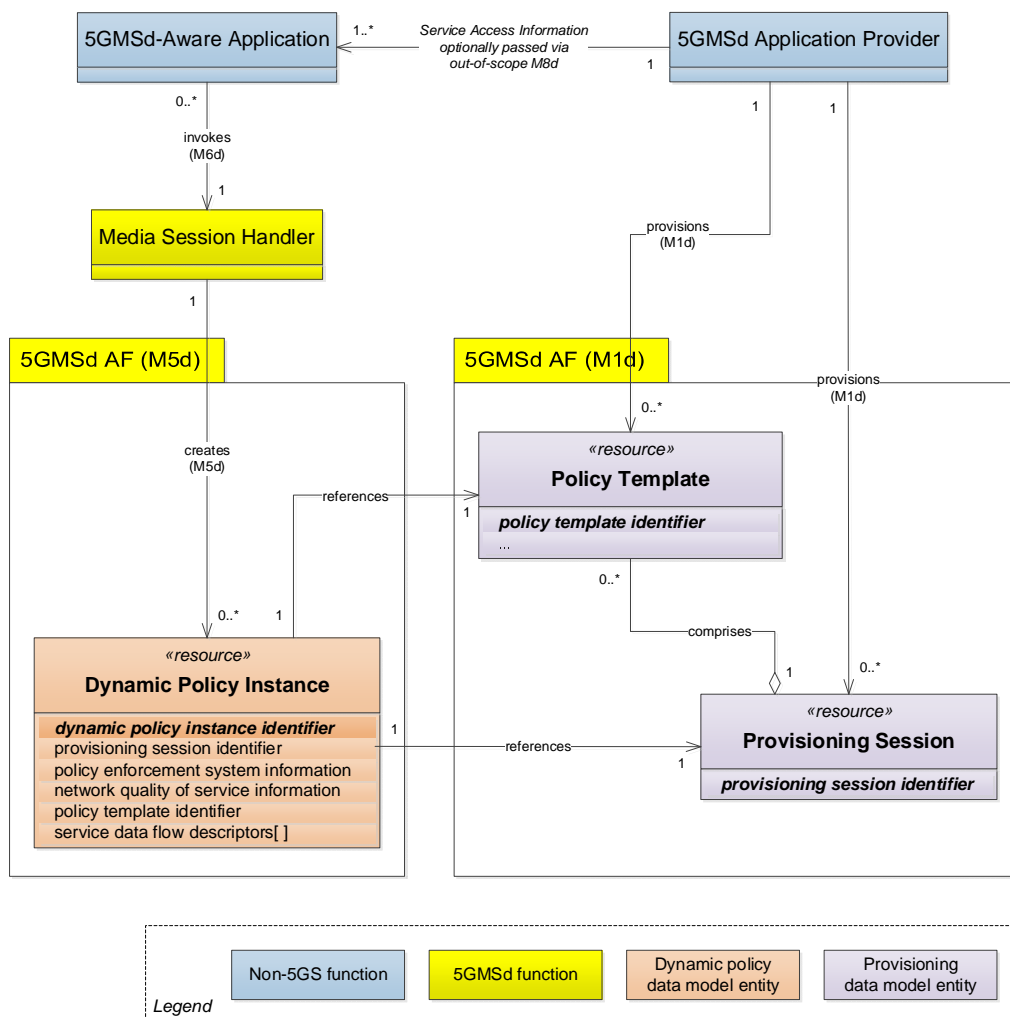 5GMSd-Aware Application
1..*
Service Access Information
optionally passed via
out-of-scope M8d
1
5GMSd Application Provider
0..*
invokes
(M6d)
1
Media Session Handler
1
1
1
provisions
(M1d)
provisions
(M1d)
5GMSd AF (M5d)
creates
(M5d)
0..*
5GMSd AF (M1d)
0..*
«resource»
Policy Template
policy template identifier
...
references
1
1
0..*
comprises
1
0..*
«resource»
Dynamic Policy Instance
dynamic policy instance identifier
provisioning session identifier
policy enforcement system information
network quality of service information
policy template identifier
service data flow descriptors[ ]
1
references
1
«resource»
Provisioning Session
provisioning session identifier
Legend
Non-5GS function
5GMSd function
Dynamic policy
data model entity
Provisioning
data model entity